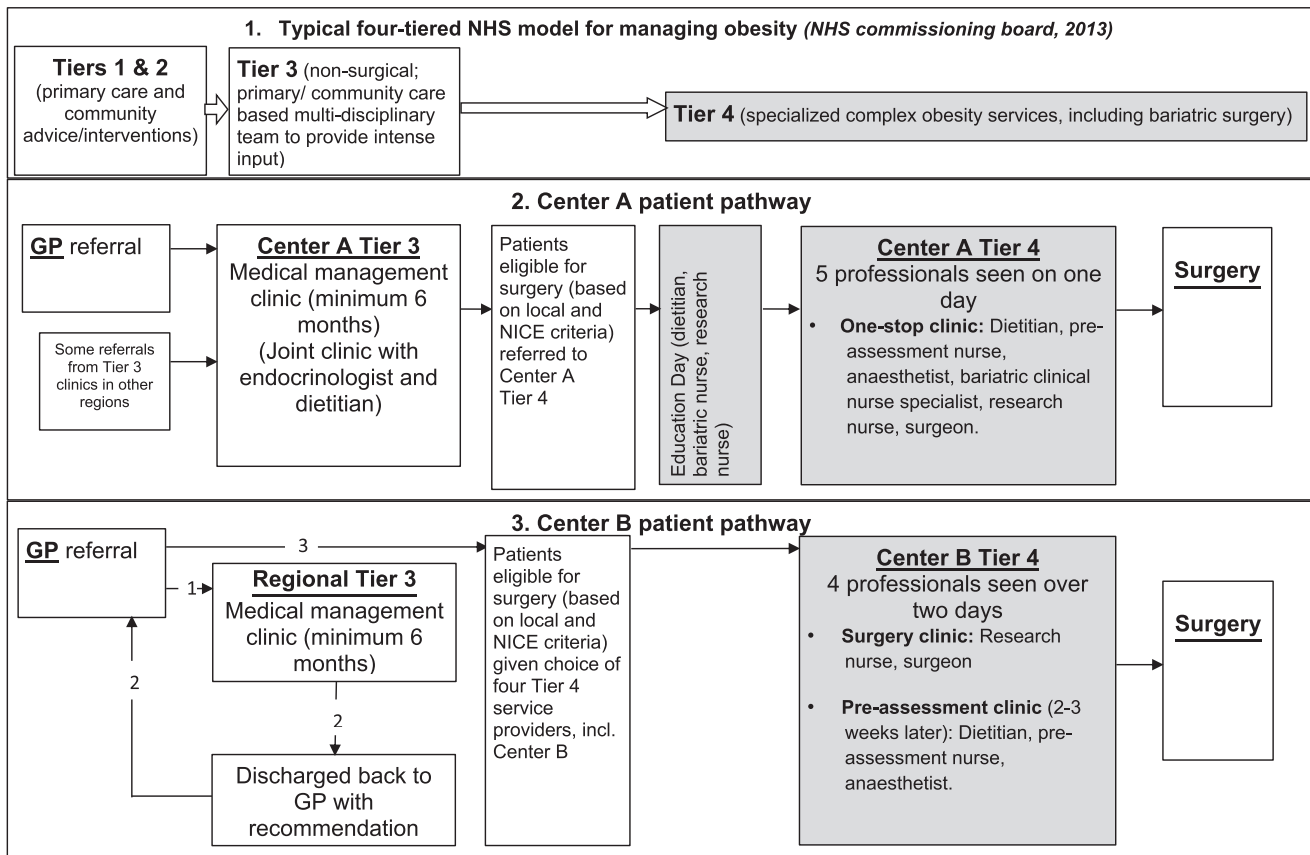 1. Typical four-tiered NHS model for managing obesity (NHS commissioning board, 2013)
Tiers 1 & 2
(primary care and
community
advice/interventions)
Tier 3 (non-surgical;
primary/ community care
based multi-disciplinary
team to provide intense
input)
Tier 4 (specialized complex obesity services, including bariatric surgery)
2. Center A patient pathway
GP referral
Some referrals
from Tier 3
clinics in other
regions
Center A Tier 3
Medical management
clinic (minimum 6
months)
(Joint clinic with
endocrinologist and
dietitian)
Patients
eligible for
surgery (based
on local and
NICE criteria)
referred to
Center A
Tier 4
Education Day (dietitian,
bariatric nurse, research
nurse)
Center A Tier 4
5 professionals seen on one
day
• One-stop clinic: Dietitian, pre-
assessment nurse,
anaesthetist, bariatric clinical
nurse specialist, research
nurse, surgeon.
Surgery
3. Center B patient pathway
GP referral
3
1
Regional Tier 3
Medical management
clinic (minimum 6
months)
2
2
Discharged back to
GP with
recommendation
Patients
eligible for
surgery (based
on local and
NICE criteria)
given choice of
four Tier 4
service
providers, incl.
Center B
Center B Tier 4
4 professionals seen over
two days
• Surgery clinic: Research
nurse, surgeon
• Pre-assessment clinic (2-3
weeks later): Dietitian, pre-
assessment nurse,
anaesthetist.
Surgery